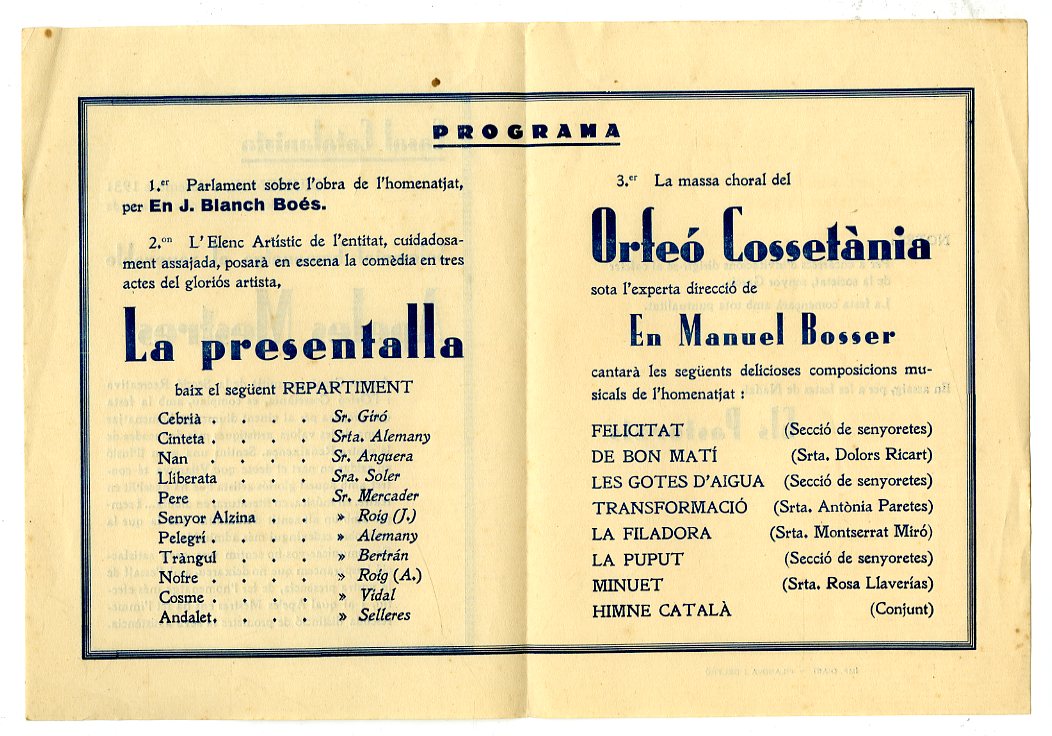 PROGRAMA
1.er Parlament sobre l'obra de l'homenatjat,
per En J. Blanch Boés.
2.on L'Elenc Artístic de l'entitat, cuidadosa-
ment assajada, posarà en escena la comèdia en tres
actes del gloriós artista,
La presentalla
baix el següent REPARTIMENT
Cebrià . . . . Sr. Giró
Cinteta . . . . Srta. Alemany
Nan . . . . Sr. Anguera
Lliberata . . . . Sra. Soler
Pere . . . . Sr. Mercader
Senyor Alzina . . » Roig (J.)
Pelegrí . . . . » Alemany
Tràngul . . . . » Bertrán
Nofre . . . . » Roig (A.)
Cosme . . . . » Vidal
Andalet. . . . » Selleres
3.er La massa choral del
Orfeó Cossetània
sota l'experta direcció de
En Manuel Bosser
cantarà les següents delicioses composicions mu-
sicals de l'homenatjat :
FELICITAT (Secció de senyoretes)
DE BON MATÍ (Srta. Dolors Ricart)
LES GOTES D'AIGUA (Secció de senyoretes)
TRANSFORMACIÓ (Srta. Antònia Paretes)
LA FILADORA (Srta. Montserrat Miró)
LA PUPUT (Secció de senyoretes)
MINUET (Srta. Rosa Llaverías)
HIMNE CATALÀ (Conjunt)